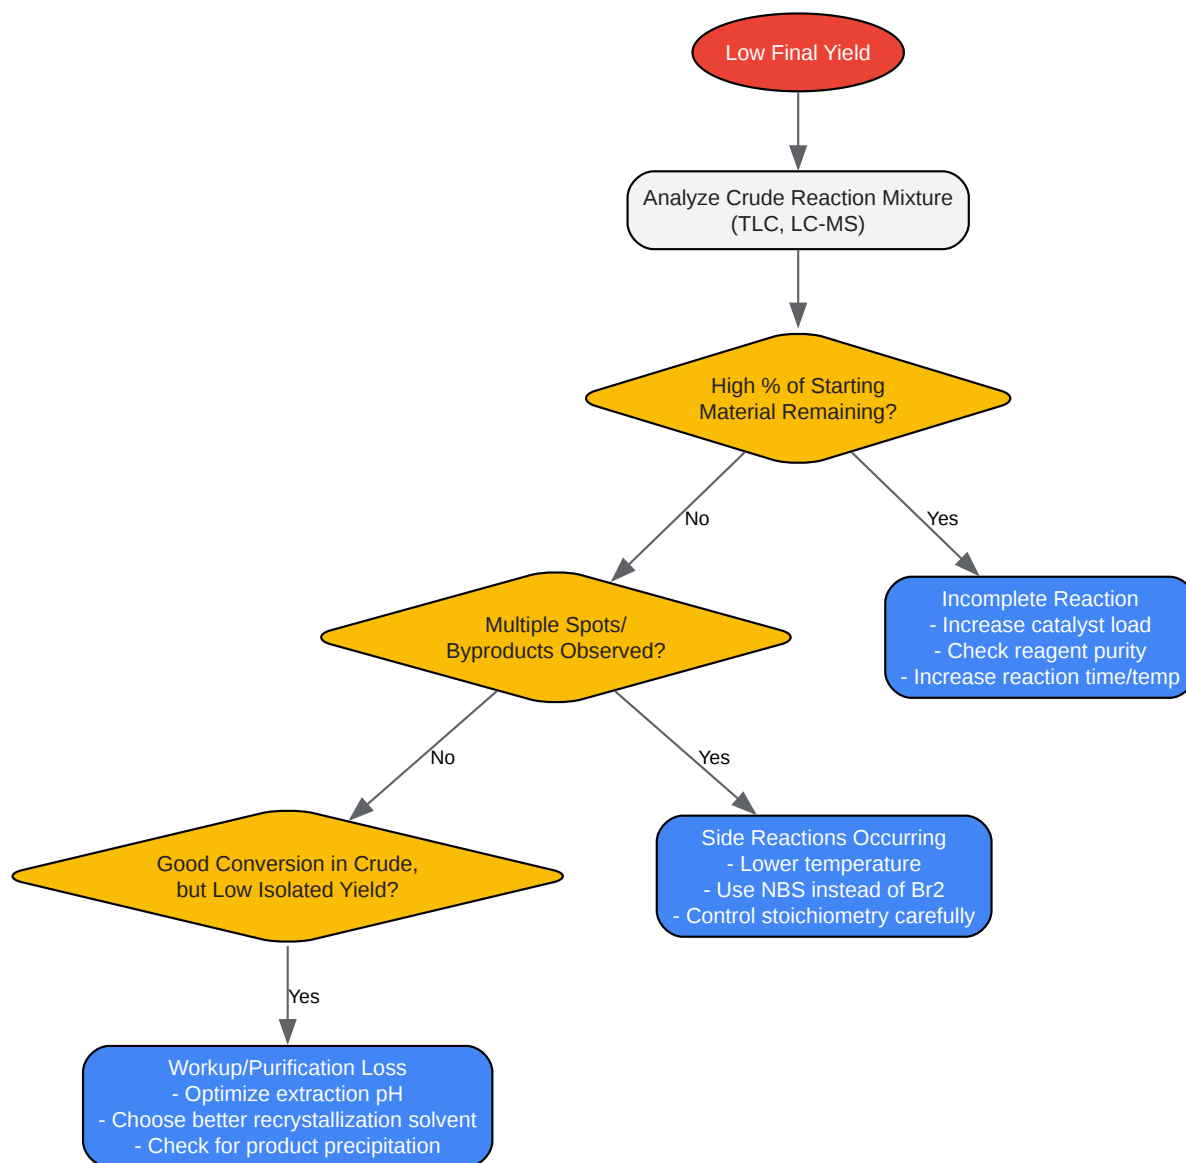 Low Final Yield
Analyze Crude Reaction Mixture
(TLC, LC-MS)
High % of Starting
Material Remaining?
No
Yes
Multiple Spots/
Byproducts Observed?
Incomplete Reaction
- Increase catalyst load
- Check reagent purity
- Increase reaction time/temp
No
Yes
Good Conversion in Crude,
but Low Isolated Yield?
Side Reactions Occurring
- Lower temperature
- Use NBS instead of Br2
- Control stoichiometry carefully
Yes
Workup/Purification Loss
- Optimize extraction pH
- Choose better recrystallization solvent
- Check for product precipitation